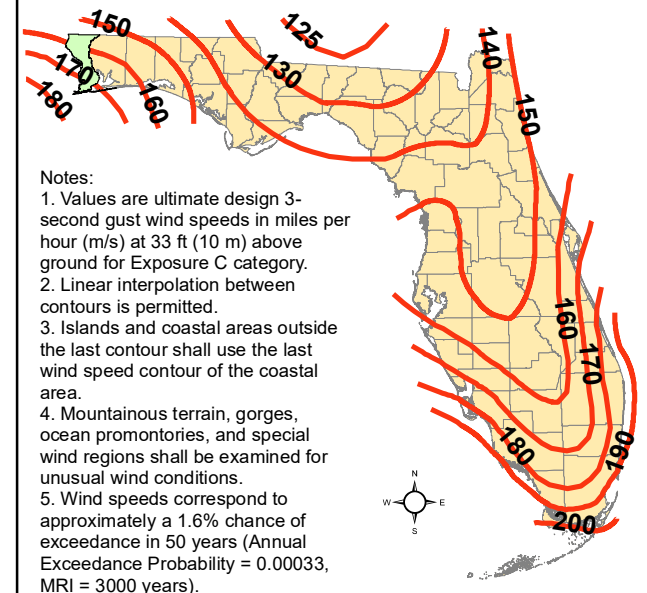 150
125
170
130
140
180
160
150
Notes:
1. Values are ultimate design 3-
second gust wind speeds in miles per
hour (m/s) at 33 ft (10 m) above
ground for Exposure C category.
2. Linear interpolation between
contours is permitted.
3. Islands and coastal areas outside
the last contour shall use the last
wind speed contour of the coastal
area.
4. Mountainous terrain, gorges,
ocean promontories, and special
wind regions shall be examined for
unusual wind conditions.
5. Wind speeds correspond to
approximately a 1.6% chance of
exceedance in 50 years (Annual
Exceedance Probability = 0.00033,
MRI = 3000 years).
160
170
180
190
200
N
W E
S